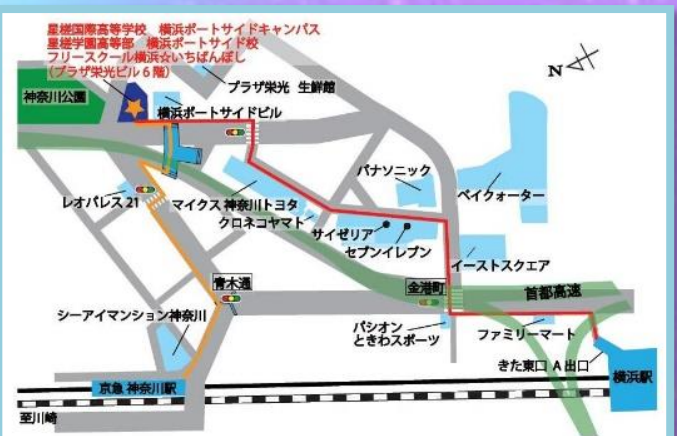 星槎国際高等学校 横浜ポートサイドキャンパス
星槎学園高等部 横浜ポートサイド校
フリースクール横浜☆いちばんぼし
(プラザ栄光ビル6階)
N
プラザ栄光 生鮮館
神奈川公園
横浜ポートサイドビル
パナソニック
ベイクォーター
レオパレス21
マイクス 神奈川トヨタ
クロネコヤマト
サイゼリア
セブンイレブン
イーストスクエア
青木通
金港町
首都高速
シーアイマンション神奈川
パシオン
ときわスポーツ
ファミリーマート
きた東口 A出口
横浜駅
京急 神奈川駅
至川崎